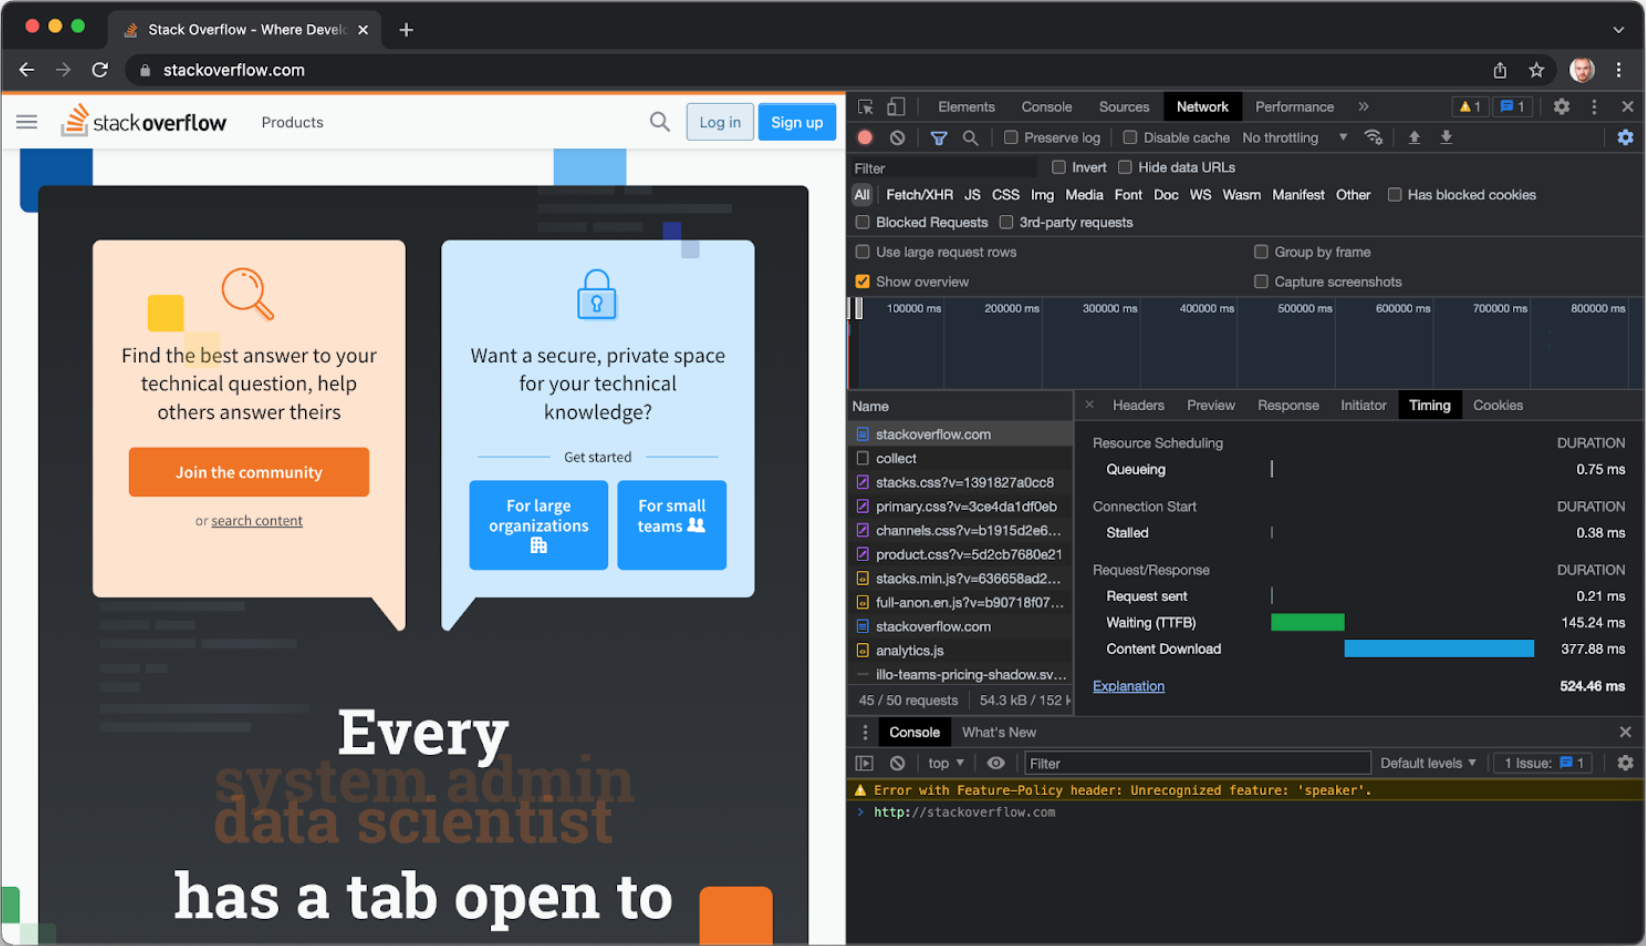 Stack Overflow - Where Develo
stackoverflow.com
stackoverflow
Products
Log in
Sign up
Find the best answer to your
technical question, help
others answer theirs
Join the community
or search content
Want a secure, private space
for your technical
knowledge?
Get started
For large
organizations
For small
teams
Every
system admin
data scientist
has a tab open to
Elements Console Sources Network Performance » 1 1
Preserve log Disable cache No throttling
Filter Invert Hide data URLs
All Fetch/XHR JS CSS Img Media Font Doc WS Wasm Manifest Other Has blocked cookies
Blocked Requests 3rd-party requests
Use large request rows Group by frame
Show overview Capture screenshots
100000 ms 200000 ms 300000 ms 400000 ms 500000 ms 600000 ms 700000 ms 800000 ms
Name
stackoverflow.com
collect
stacks.css?v=1391827a0cc8
primary.css?v=3ce4da1df0eb
channels.css?v=b1915d2e6...
product.css?v=5d2cb7680e21
stacks.min.js?v=636658ad2...
full-anon.en.js?v=b90718f07...
stackoverflow.com
analytics.js
illo-teams-pricing-shadow.sv...
45 / 50 requests 54.3 kB / 152 k
Headers Preview Response Initiator Timing Cookies
Resource Scheduling DURATION
Queueing 0.75 ms
Connection Start DURATION
Stalled 0.38 ms
Request/Response DURATION
Request sent 0.21 ms
Waiting (TTFB) 145.24 ms
Content Download 377.88 ms
Explanation 524.46 ms
Console What's New
top Filter Default levels 1 Issue: 1
Error with Feature-Policy header: Unrecognized feature: 'speaker'.
> http://stackoverflow.com